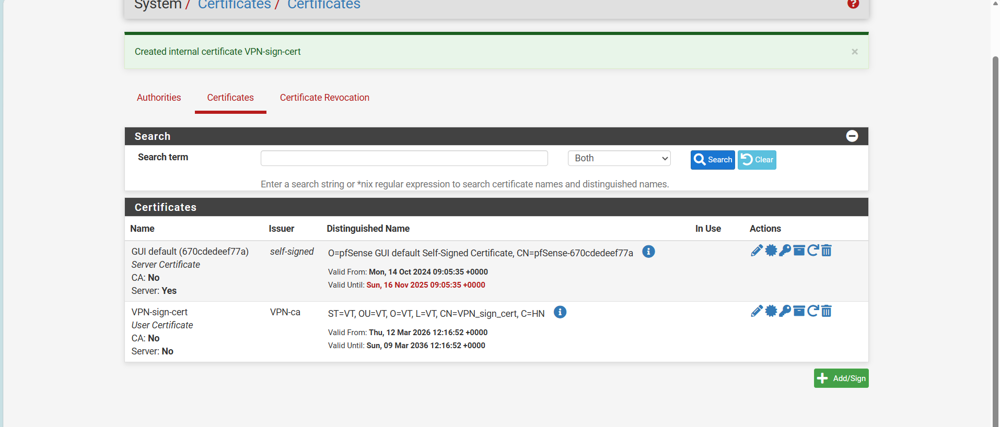 System / Certificates / Certificates
?
Created internal certificate VPN-sign-cert
×
Authorities Certificates Certificate Revocation
Search
Search term Both Search Clear
Enter a search string or *nix regular expression to search certificate names and distinguished names.
Certificates
Name Issuer Distinguished Name In Use Actions
GUI default (670cdedeef77a)
Server Certificate
CA: No
Server: Yes
self-signed
O=pfSense GUI default Self-Signed Certificate, CN=pfSense-670cdedeef77a
Valid From: Mon, 14 Oct 2024 09:05:35 +0000
Valid Until: Sun, 16 Nov 2025 09:05:35 +0000
VPN-sign-cert
User Certificate
CA: No
Server: No
VPN-ca
ST=VT, OU=VT, O=VT, L=VT, CN=VPN_sign_cert, C=HN
Valid From: Thu, 12 Mar 2026 12:16:52 +0000
Valid Until: Sun, 09 Mar 2036 12:16:52 +0000
Add/Sign